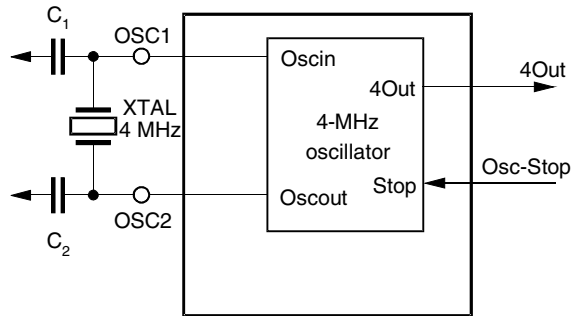 C1
OSC1
Oscin
4Out
4Out
XTAL
4 MHz
4-MHz
oscillator
Osc-Stop
Stop
Oscout
OSC2
C2